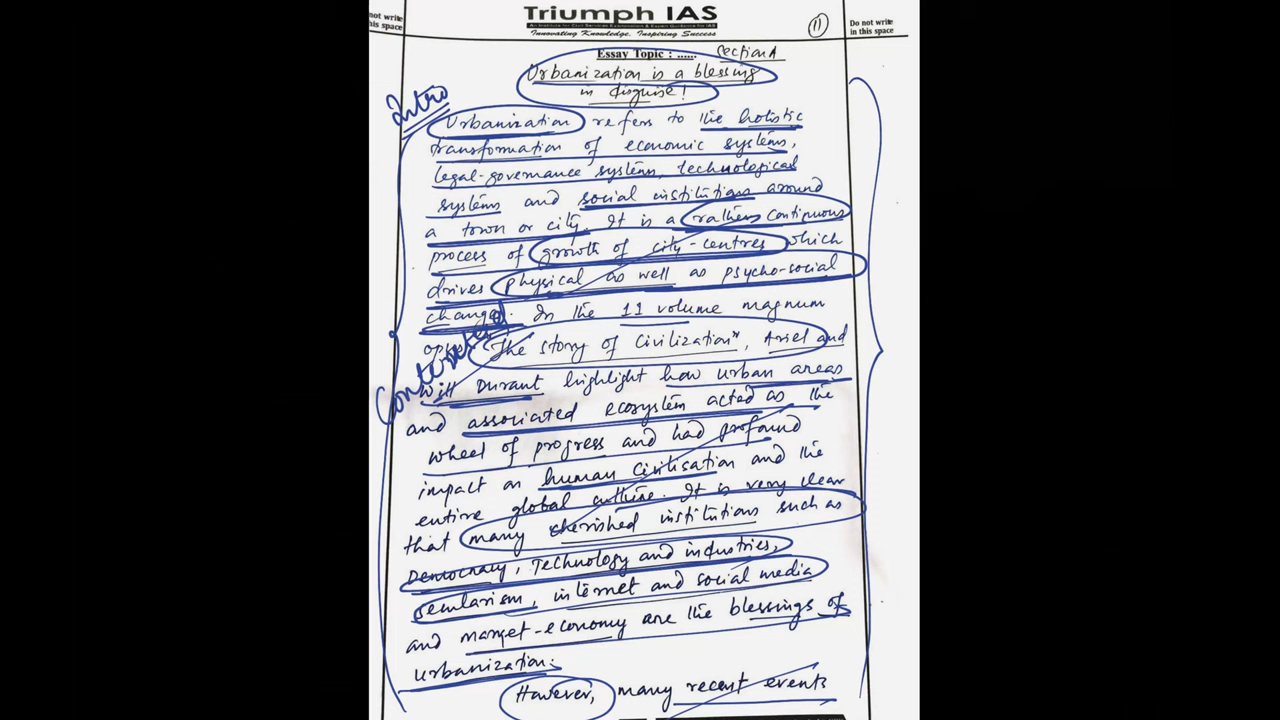 Triumph IAS
An Institute for Civil Services Examination & Expert Guidance for IAS
Innovating Knowledge, Inspiring Success
not write
this space
11
Do not write
in this space
Essay Topic : ...... Section A
Urbanization is a blessing
in disguise!
Intro
Urbanization refers to the holistic
transformation of economic systems,
legal-governance systems, technological
systems and social institutions around
a town or city. It is a rather continuous
process of growth of city-centres which
drives physical as well as psycho-social
changes. In the 11 volume magnum
opus "The story of Civilization", Ariel and
Will Durant highlight how urban areas
and associated ecosystem acted as the
wheel of progress and had profound
impact on human civilisation and the
entire global culture. It is very clear
that many cherished institutions such as
Democracy, Technology and industries,
secularism, internet and social media
and market-economy are the blessings of
urbanization.
However, many recent events